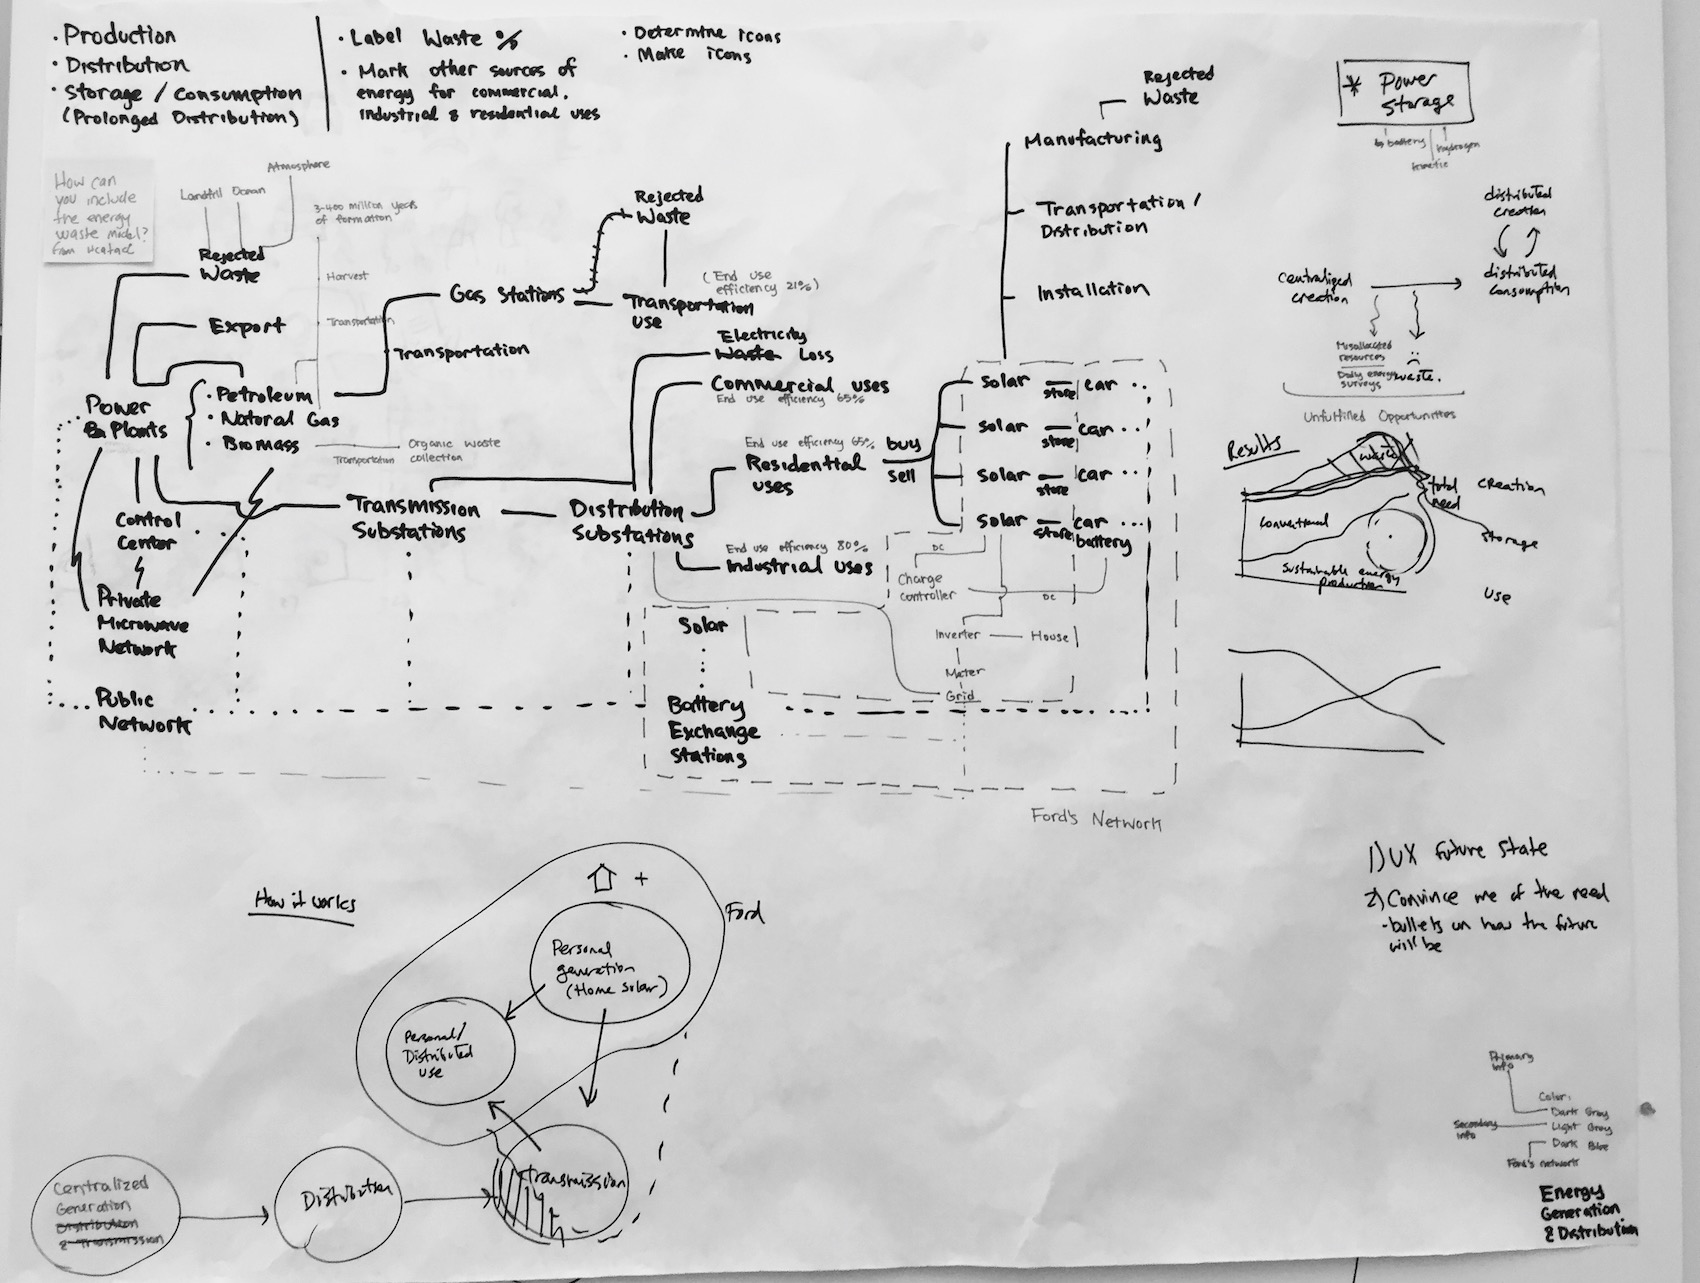 · Production
· Distribution
· Storage / Consumption
(Prolonged Distribution)
· Label Waste %
· Mark other sources of
energy for commercial,
industrial & residential uses
· Determine icons
· Make icons
How can
you include
the energy
waste model?
from
Landfill
Ocean
Atmosphere
Rejected
Waste
Export
3-400 million years
of formation
Harvest
Transportation
Transportation
Gas Stations
Rejected
Waste
Transportation
use
(End use
efficiency 21%)
Power
Plants
· Petroleum
· Natural Gas
· Biomass
Transportation
Organic waste
collection
Control
Center
Private
Microwave
Network
Public
Network
Transmission
Substations
Distribution
Substations
Electricity
Waste Loss
Commercial uses
End use efficiency 65%
End use efficiency 65%
Residential
uses
End use efficiency 80%
Industrial uses
buy
sell
Rejected
Waste
Manufacturing
Transportation /
Distribution
Installation
solar — store car ..
solar — store car ..
solar — store car ..
solar — store car ...
battery
DC
Charge
controller
DC
Inverter — House
Meter
Grid
Solar
Battery
Exchange
Stations
Ford's Network
* Power
Storage
battery
kinetic
hydrogen
distributed
creation
centralized
creation
distributed
consumption
Misallocated
resources
Daily energy
surveys
waste.
Unfulfilled Opportunities
Results
waste
total
need
Conventional
Sustainable energy
production
Creation
Storage
Use
How it works
+
Ford
Personal
generation
(Home Solar)
Personal/
Distributed
use
Centralized
Generation
Distribution
& Transmission
Distribution
Transmission
1) UX future state
2) Convince me of the need
- bullets on how the future
will be
Primary
info
Color:
Dark Gray
Secondary
info
Light Gray
Dark Blue
Ford's network
Energy
Generation
& Distribution